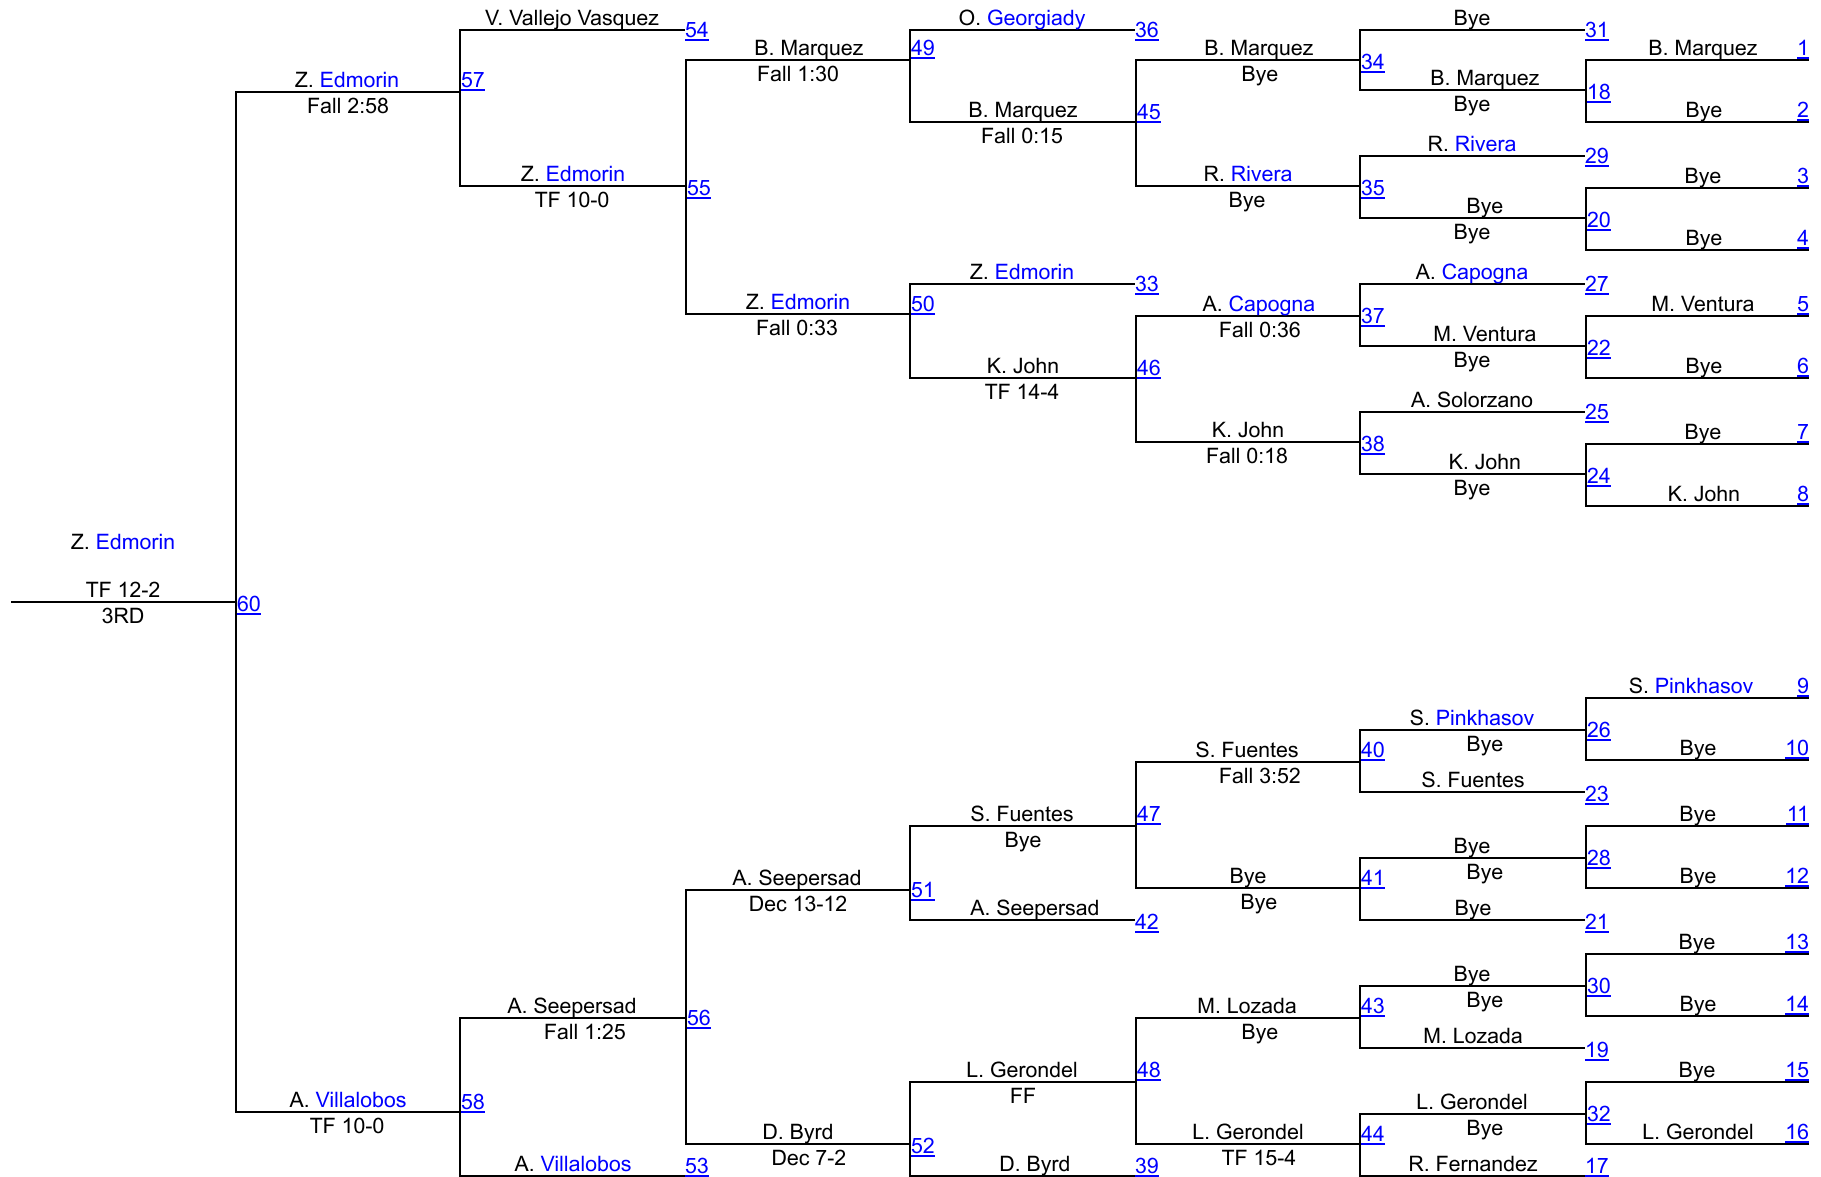 V. Vallejo Vasquez 54
O. Georgiady 36
Bye 31
B. Marquez 49
Fall 1:30
B. Marquez 34
Bye
B. Marquez 1
Z. Edmorin 57
Fall 2:58
B. Marquez 18
Bye
B. Marquez 45
Fall 0:15
Bye 2
R. Rivera 29
Z. Edmorin 55
TF 10-0
R. Rivera 35
Bye
Bye 3
Bye 20
Bye
Bye 4
Z. Edmorin 33
A. Capogna 27
Z. Edmorin 50
Fall 0:33
A. Capogna 37
Fall 0:36
M. Ventura 5
M. Ventura 22
Bye
K. John 46
TF 14-4
Bye 6
A. Solorzano 25
K. John 38
Fall 0:18
Bye 7
K. John 24
Bye
K. John 8
Z. Edmorin
TF 12-2 60
3RD
S. Pinkhasov 9
S. Pinkhasov 26
Bye
S. Fuentes 40
Fall 3:52
Bye 10
S. Fuentes 23
S. Fuentes 47
Bye
Bye 11
Bye 28
Bye
A. Seepersad 51
Dec 13-12
Bye 41
Bye
Bye 12
A. Seepersad 42
Bye 21
Bye 13
Bye 30
Bye
A. Seepersad 56
Fall 1:25
M. Lozada 43
Bye
Bye 14
M. Lozada 19
L. Gerondel 48
FF
Bye 15
A. Villalobos 58
TF 10-0
L. Gerondel 32
Bye
D. Byrd 52
Dec 7-2
L. Gerondel 44
TF 15-4
L. Gerondel 16
A. Villalobos 53
D. Byrd 39
R. Fernandez 17